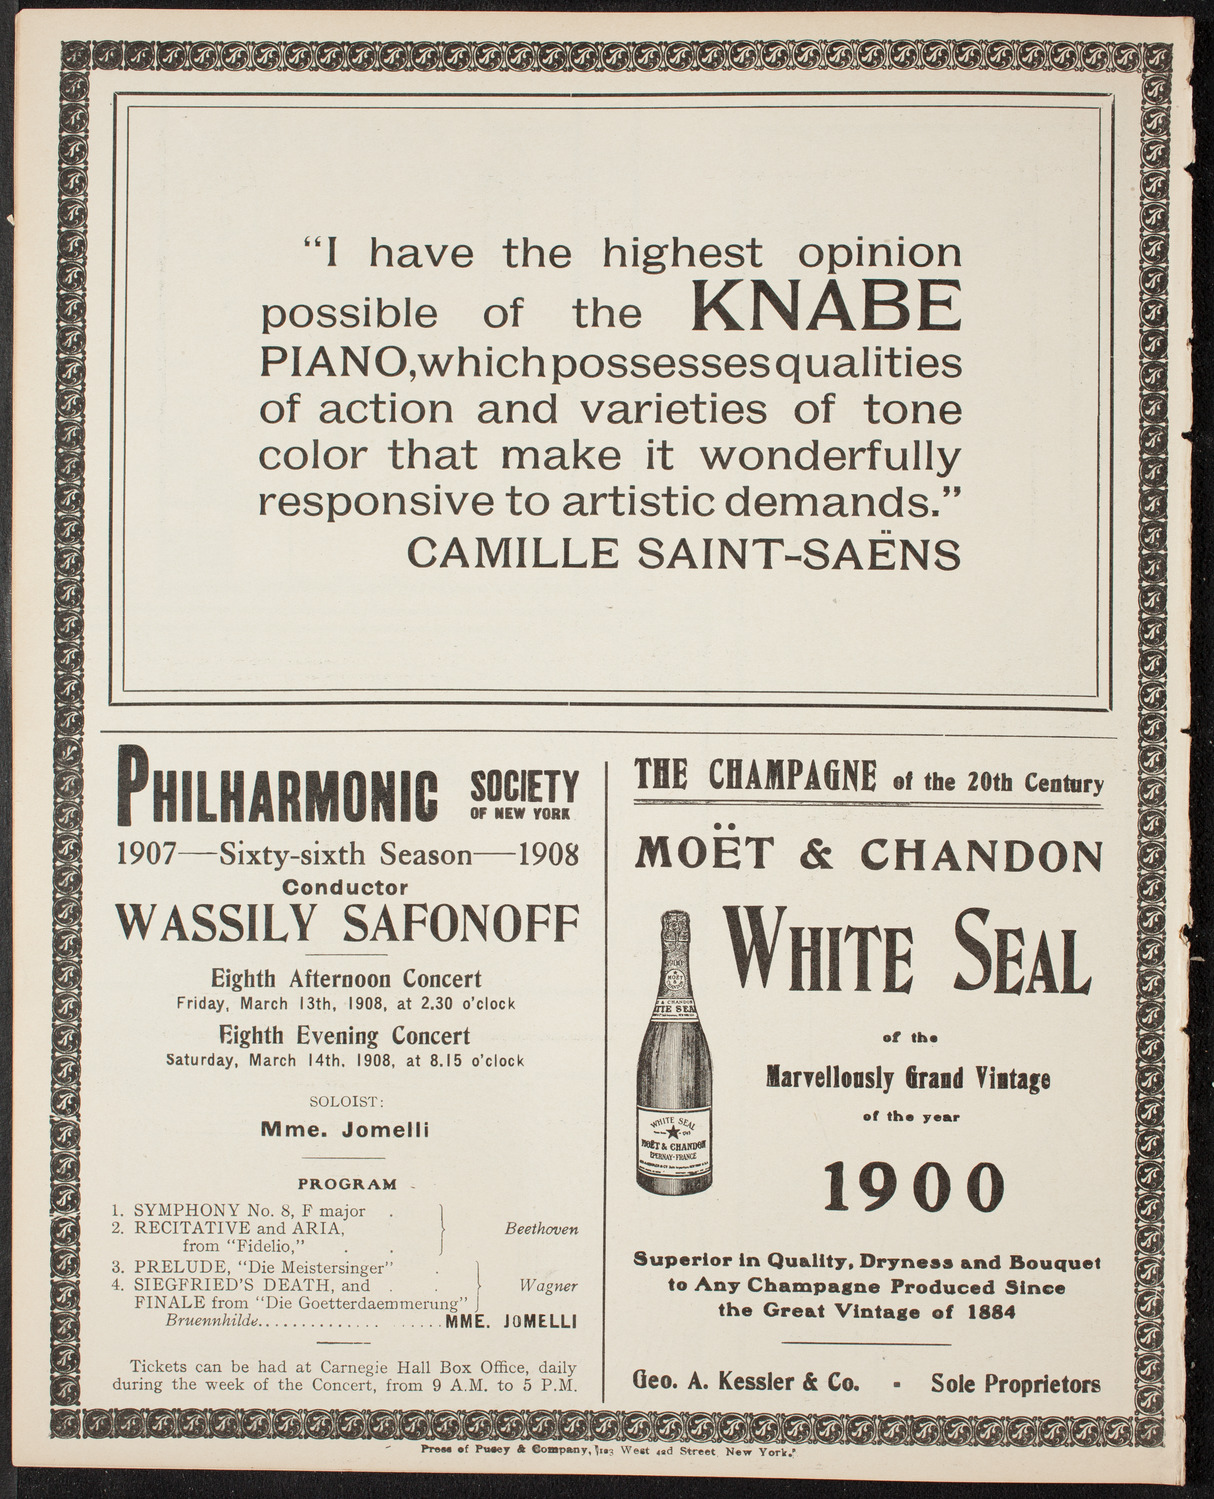 “I have the highest opinion
possible of the KNABE
PIANO, which possesses qualities
of action and varieties of tone
color that make it wonderfully
responsive to artistic demands.”
CAMILLE SAINT-SAËNS
PHILHARMONIC SOCIETY
OF NEW YORK
1907—Sixty-sixth Season—1908
Conductor
WASSILY SAFONOFF
Eighth Afternoon Concert
Friday, March 13th, 1908, at 2.30 o'clock
Eighth Evening Concert
Saturday, March 14th, 1908, at 8.15 o'clock
SOLOIST:
Mme. Jomelli
PROGRAM
1. SYMPHONY No. 8, F major .
2. RECITATIVE and ARIA, Beethoven
from “Fidelio,” . .
3. PRELUDE, “Die Meistersinger” .
4. SIEGFRIED'S DEATH, and . . Wagner
FINALE from “Die Goetterdaemmerung”
Bruennhilde.................... MME. JOMELLI
Tickets can be had at Carnegie Hall Box Office, daily
during the week of the Concert, from 9 A.M. to 5 P.M.
THE CHAMPAGNE of the 20th Century
MOËT & CHANDON
WHITE SEAL
of the
Marvellously Grand Vintage
of the year
1900
WHITE SEAL
MOËT & CHANDON
EPERNAY-FRANCE
Superior in Quality, Dryness and Bouquet
to Any Champagne Produced Since
the Great Vintage of 1884
Geo. A. Kessler & Co. - Sole Proprietors
Press of Pusey & Company, 123 West 42d Street New York.